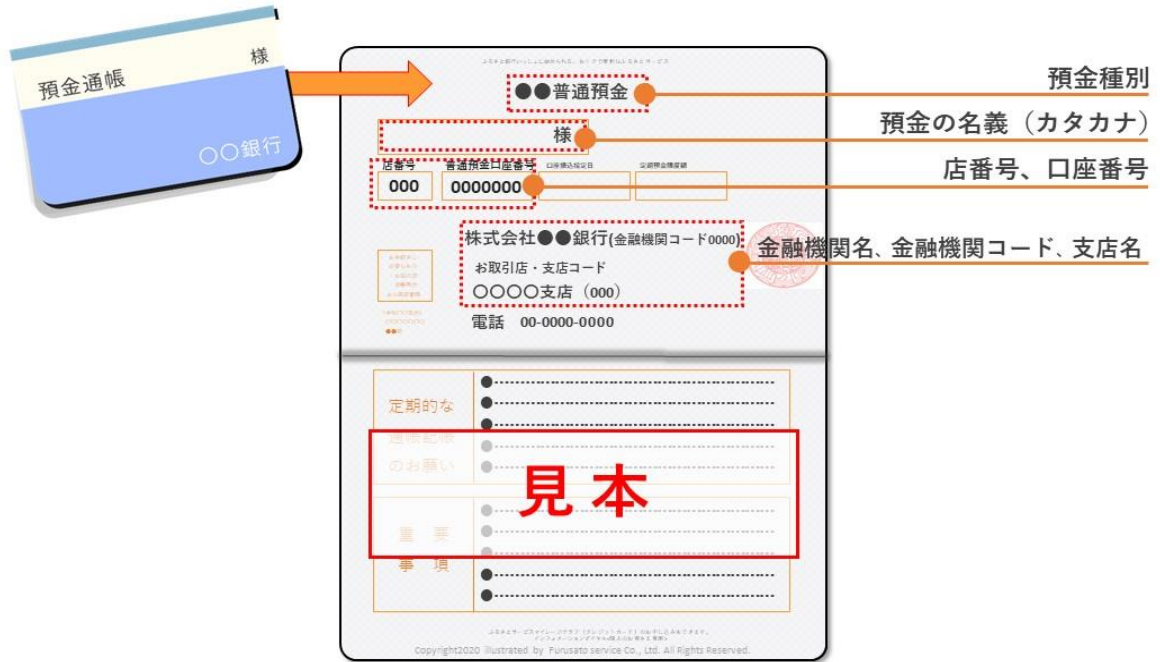 様
預金通帳
〇〇銀行
●●普通預金
預金種別
様
預金の名義（カタカナ）
店番号 普通預金口座番号
000 0000000
店番号、口座番号
株式会社●●銀行(金融機関コード0000)
金融機関名、金融機関コード、支店名
お取引店・支店コード
〇〇〇〇支店（000）
電話 00-0000-0000
定期的な
通帳記帳
のお願い
見本
重要
事項
Copyright2020 illustrated by Furusato service Co., Ltd. All Rights Reserved.